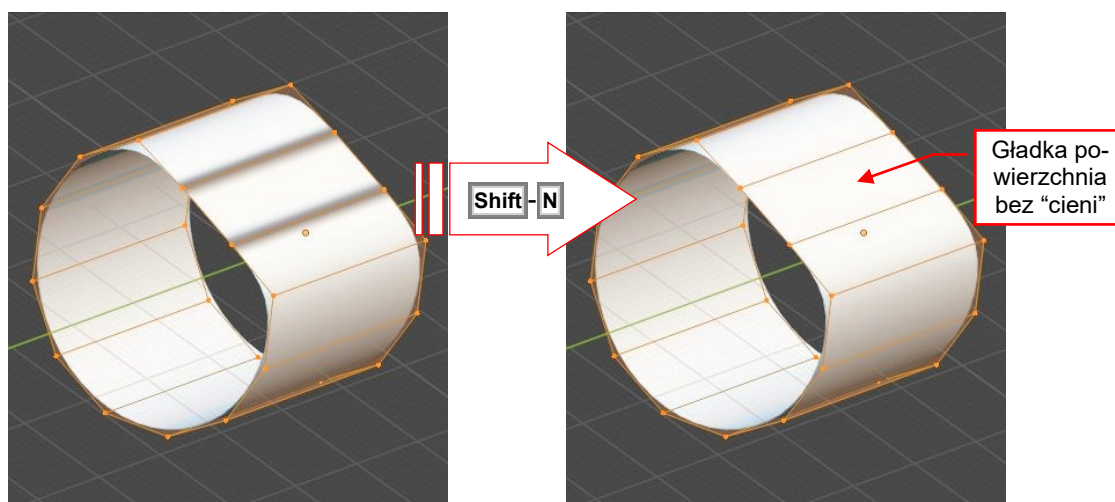 Shift-N
Gładka po-
wierzchnia
bez “cieni”